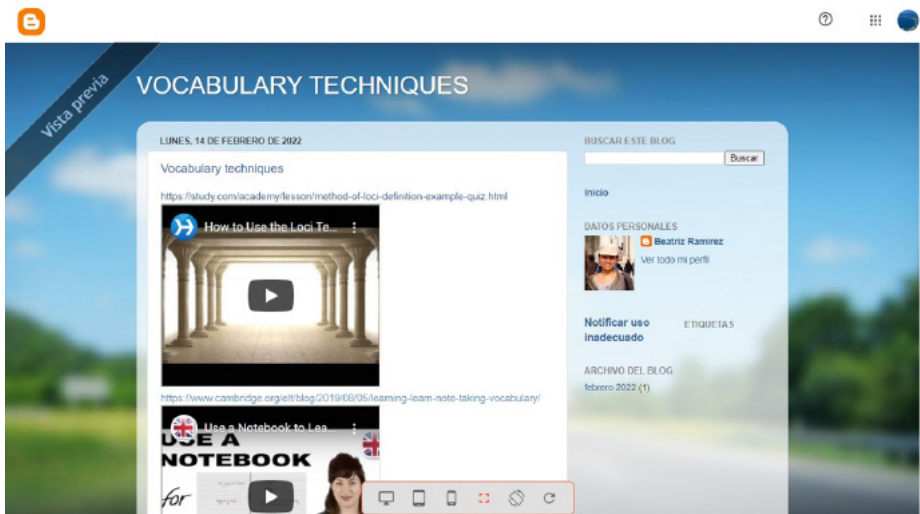 Vista previa
VOCABULARY TECHNIQUES
LUNES, 14 DE FEBRERO DE 2022
Vocabulary techniques
https://study.com/academy/lesson/method-of-loci-definition-example-quiz.html
How to Use the Loci Te...
https://www.cambridge.org/elt/blog/2019/08/05/learning-learn-note-taking-vocabulary/
Use a Notebook to Lea...
USE A
NOTEBOOK
for
BUSCAR ESTE BLOG
Buscar
Inicio
DATOS PERSONALES
Beatriz Ramirez
Ver todo mi perfil
Notificar uso
inadecuado
ETIQUETAS
ARCHIVO DEL BLOG
febrero 2022 (1)